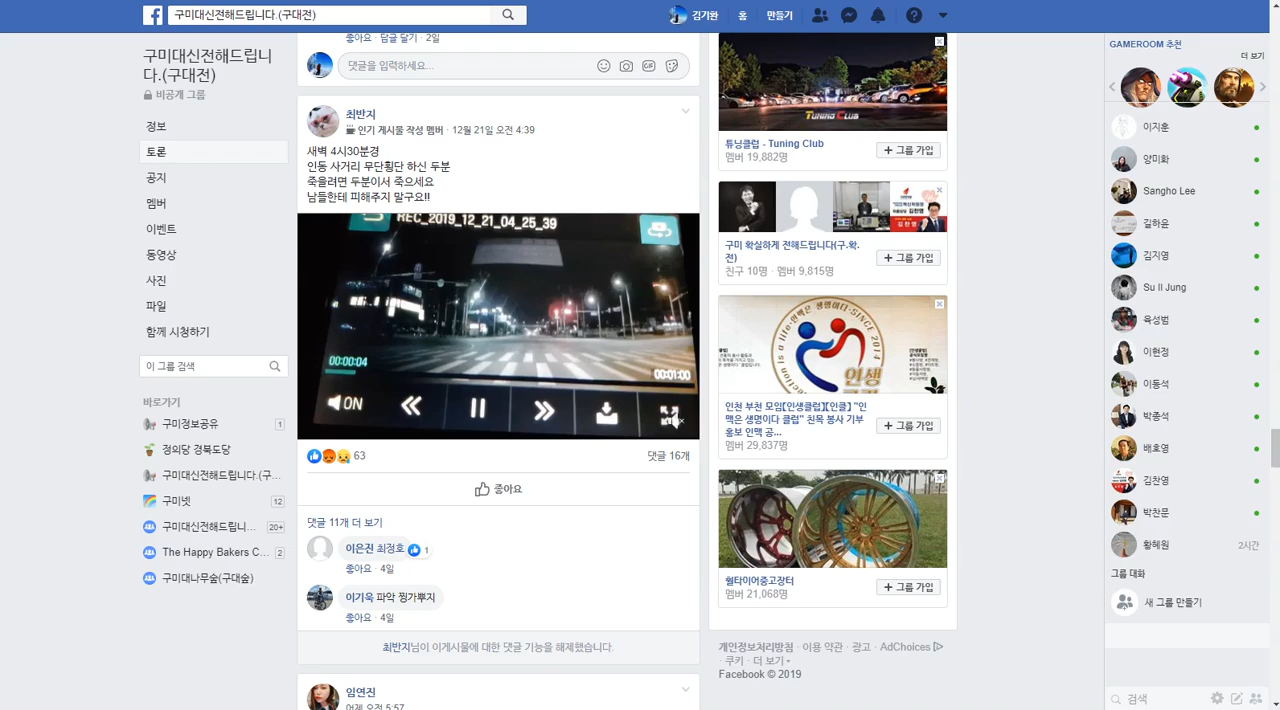 구미대신전해드립니다.(구대전)
김기완 홈 만들기
구미대신전해드립니
다.(구대전)
비공개 그룹
정보
토론
공지
멤버
이벤트
동영상
사진
파일
함께 시청하기
이 그룹 검색
바로가기
구미정보공유 1
정의당 경북도당
구미대신전해드립니다.(구...
구미넷 12
구미대신전해드립니... 20+
The Happy Bakers C... 2
구미대나무숲(구대숲)
좋아요 · 답글 달기 · 2일
댓글을 입력하세요...
GIF
최반지
인기 게시물 작성 멤버 · 12월 21일 오전 4:39
새벽 4시30분경
인동 사거리 무단횡단 하신 두분
죽을려면 두분이서 죽으세요
남들한테 피해주지 말구요!!
REC_2019_12_21_04_25_39
00:00:04
00:01:00
ON
63
댓글 16개
좋아요
댓글 11개 더 보기
이은진 최정호 1
좋아요 · 4일
이기욱 파악 찡가뿌지
좋아요 · 4일
최반지님이 이게시물에 대한 댓글 기능을 해제했습니다.
임연진
어제 오전 5:57
TUNING CLUB
튜닝클럽 - Tuning Club
멤버 19,882명
+ 그룹 가입
김찬영
구미 확실하게 전해드립니다(구.확.
전)
친구 10명 · 멤버 9,815명
+ 그룹 가입
SINCE 2014
인생
인천 부천 모임【인생클럽】【인클】 "인
맥은 생명이다 클럽" 친목 봉사 기부
홍보 인맥 공...
멤버 29,837명
+ 그룹 가입
휠타이어중고장터
멤버 21,068명
+ 그룹 가입
개인정보처리방침 · 이용 약관 · 광고 · AdChoices
· 쿠키 · 더 보기
Facebook © 2019
GAMEROOM 추천
더 보기
이지훈
양미화
Sangho Lee
김하윤
김지영
Su Il Jung
육성범
이현정
이동석
박종석
배호영
김찬영
박찬문
황혜원 2시간
그룹 대화
새 그룹 만들기
검색